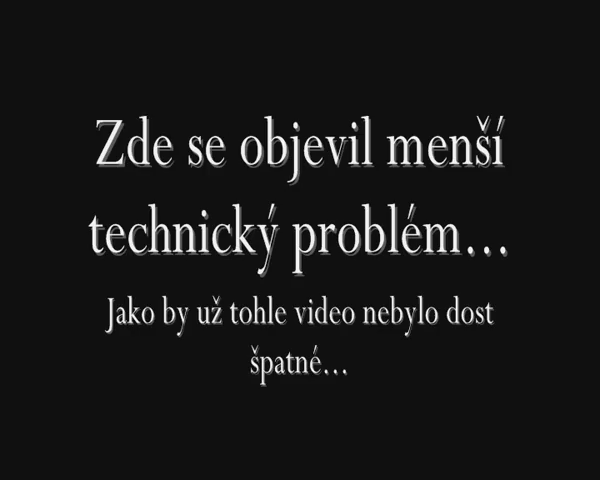 Zde se objevil menší
technický problém...
Jako by už tohle video nebylo dost
špatné...